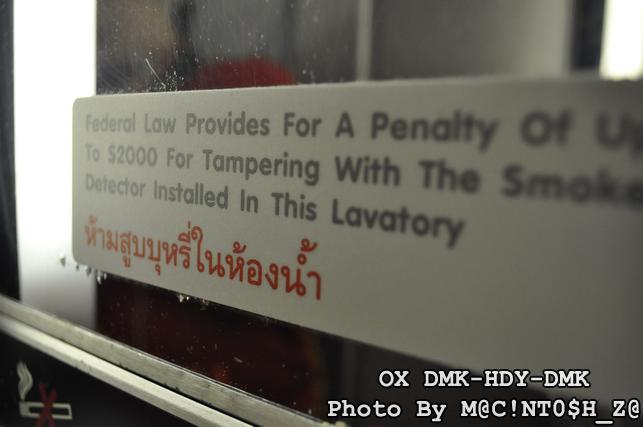 Federal Law Provides For A Penalty Of Up
To $2000 For Tampering With The Smoke
Detector Installed In This Lavatory
ห้ามสูบบุหรี่ในห้องน้ำ
OX DMK-HDY-DMK
Photo By M@C!NT0$H_Z@